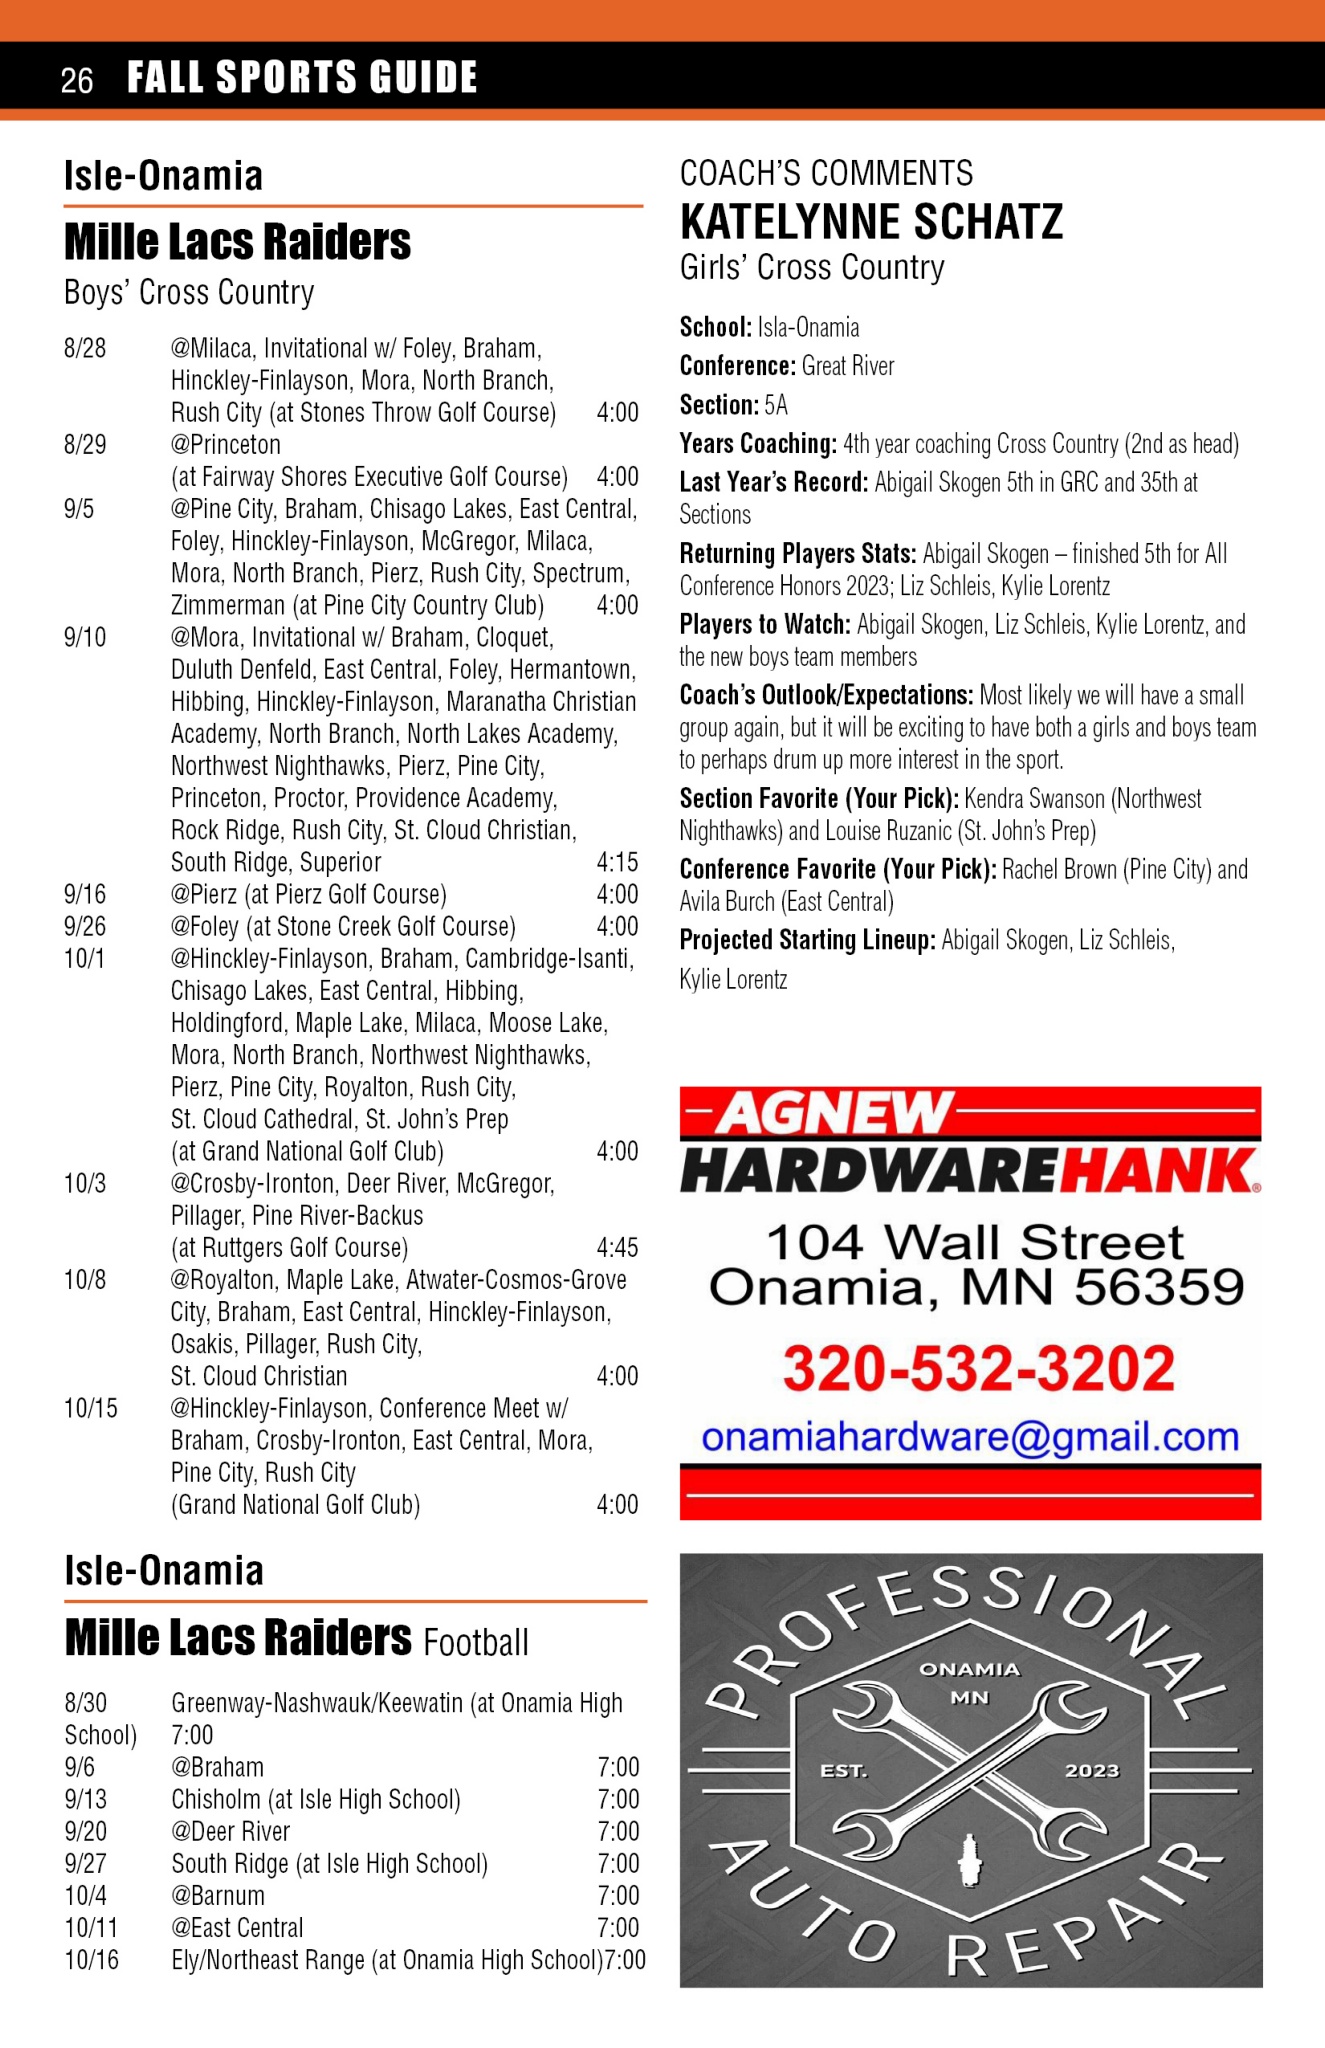 26 FALL SPORTS GUIDE
Isle-Onamia
Mille Lacs Raiders
Boys' Cross Country
8/28 @Milaca, Invitational w/ Foley, Braham,
Hinckley-Finlayson, Mora, North Branch,
Rush City (at Stones Throw Golf Course) 4:00
8/29 @Princeton
(at Fairway Shores Executive Golf Course) 4:00
9/5 @Pine City, Braham, Chisago Lakes, East Central,
Foley, Hinckley-Finlayson, McGregor, Milaca,
Mora, North Branch, Pierz, Rush City, Spectrum,
Zimmerman (at Pine City Country Club) 4:00
9/10 @Mora, Invitational w/ Braham, Cloquet,
Duluth Denfeld, East Central, Foley, Hermantown,
Hibbing, Hinckley-Finlayson, Maranatha Christian
Academy, North Branch, North Lakes Academy,
Northwest Nighthawks, Pierz, Pine City,
Princeton, Proctor, Providence Academy,
Rock Ridge, Rush City, St. Cloud Christian,
South Ridge, Superior 4:15
9/16 @Pierz (at Pierz Golf Course) 4:00
9/26 @Foley (at Stone Creek Golf Course) 4:00
10/1 @Hinckley-Finlayson, Braham, Cambridge-Isanti,
Chisago Lakes, East Central, Hibbing,
Holdingford, Maple Lake, Milaca, Moose Lake,
Mora, North Branch, Northwest Nighthawks,
Pierz, Pine City, Royalton, Rush City,
St. Cloud Cathedral, St. John's Prep
(at Grand National Golf Club) 4:00
10/3 @Crosby-Ironton, Deer River, McGregor,
Pillager, Pine River-Backus
(at Ruttgers Golf Course) 4:45
10/8 @Royalton, Maple Lake, Atwater-Cosmos-Grove
City, Braham, East Central, Hinckley-Finlayson,
Osakis, Pillager, Rush City,
St. Cloud Christian 4:00
10/15 @Hinckley-Finlayson, Conference Meet w/
Braham, Crosby-Ironton, East Central, Mora,
Pine City, Rush City
(Grand National Golf Club) 4:00
Isle-Onamia
Mille Lacs Raiders Football
8/30 Greenway-Nashwauk/Keewatin (at Onamia High
School) 7:00
9/6 @Braham 7:00
9/13 Chisholm (at Isle High School) 7:00
9/20 @Deer River 7:00
9/27 South Ridge (at Isle High School) 7:00
10/4 @Barnum 7:00
10/11 @East Central 7:00
10/16 Ely/Northeast Range (at Onamia High School)7:00
COACH'S COMMENTS
KATELYNNE SCHATZ
Girls' Cross Country
School: Isla-Onamia
Conference: Great River
Section: 5A
Years Coaching: 4th year coaching Cross Country (2nd as head)
Last Year's Record: Abigail Skogen 5th in GRC and 35th at
Sections
Returning Players Stats: Abigail Skogen – finished 5th for All
Conference Honors 2023; Liz Schleis, Kylie Lorentz
Players to Watch: Abigail Skogen, Liz Schleis, Kylie Lorentz, and
the new boys team members
Coach's Outlook/Expectations: Most likely we will have a small
group again, but it will be exciting to have both a girls and boys team
to perhaps drum up more interest in the sport.
Section Favorite (Your Pick): Kendra Swanson (Northwest
Nighthawks) and Louise Ruzanic (St. John's Prep)
Conference Favorite (Your Pick): Rachel Brown (Pine City) and
Avila Burch (East Central)
Projected Starting Lineup: Abigail Skogen, Liz Schleis,
Kylie Lorentz
AGNEW
HARDWAREHANK®
104 Wall Street
Onamia, MN 56359
320-532-3202
onamiahardware@gmail.com
PROFESSIONAL
ONAMIA
MN
EST. 2023
AUTO REPAIR